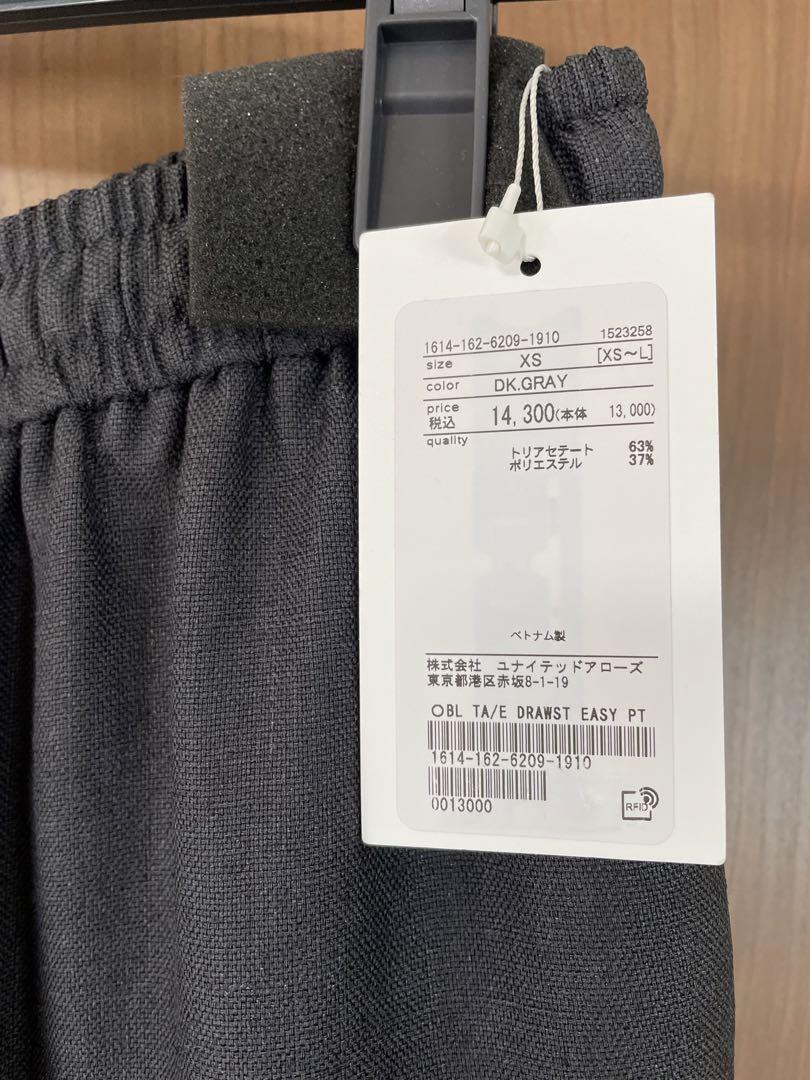 1614-162-6209-1910 1523258
size XS [XS～L]
color DK.GRAY
price 税込 14,300(本体 13,000)
quality
トリアセテート 63%
ポリエステル 37%
ベトナム製
株式会社 ユナイテッドアローズ
東京都港区赤坂8-1-19
○BL TA/E DRAWST EASY PT
1614-162-6209-1910
0013000
RFID